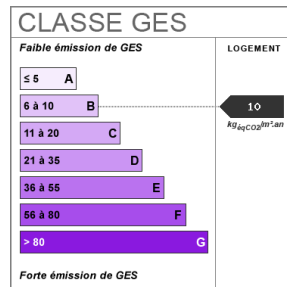 CLASSE GES
Faible émission de GES
LOGEMENT
≤ 5 A
6 à 10 B
10
kgéqCO2/m².an
11 à 20 C
21 à 35 D
36 à 55 E
56 à 80 F
> 80 G
Forte émission de GES